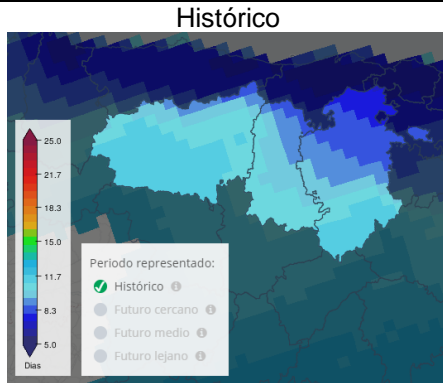 Histórico
25.0
21.7
18.3
15.0
11.7
8.3
5.0
Dias
Periodo representado:
Histórico
Futuro cercano
Futuro medio
Futuro lejano